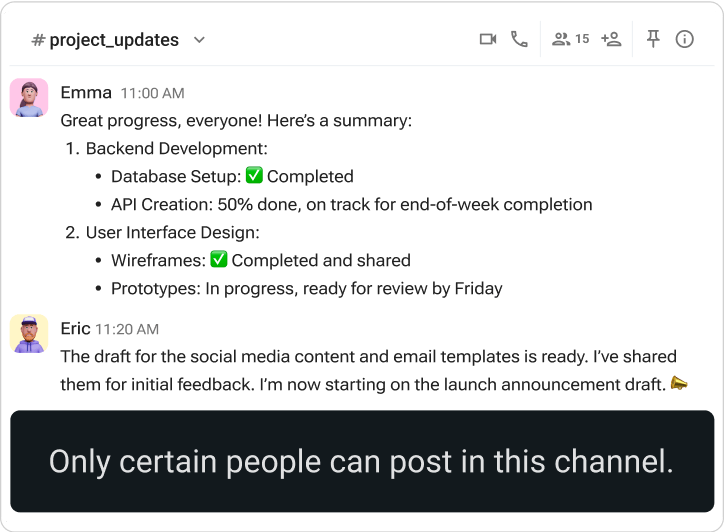 # project_updates
15
Emma 11:00 AM
Great progress, everyone! Here’s a summary:
1. Backend Development:
• Database Setup: ✅ Completed
• API Creation: 50% done, on track for end-of-week completion
2. User Interface Design:
• Wireframes: ✅ Completed and shared
• Prototypes: In progress, ready for review by Friday
Eric 11:20 AM
The draft for the social media content and email templates is ready. I’ve shared
them for initial feedback. I’m now starting on the launch announcement draft. 📣
Only certain people can post in this channel.